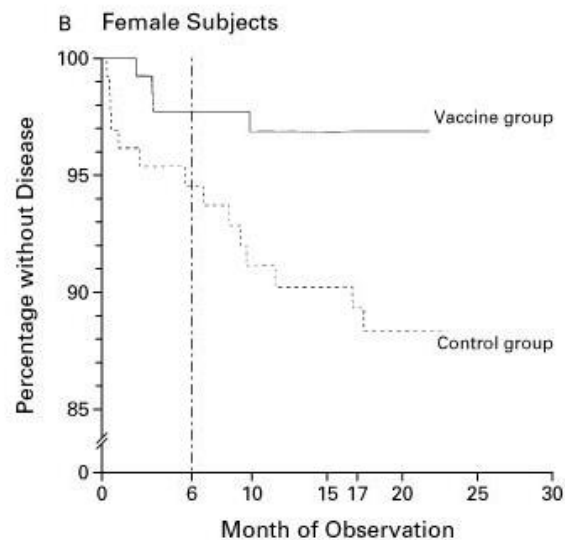 B Female Subjects
Percentage without Disease
100
95
90
85
0
Vaccine group
Control group
0 6 10 15 17 20 25 30
Month of Observation